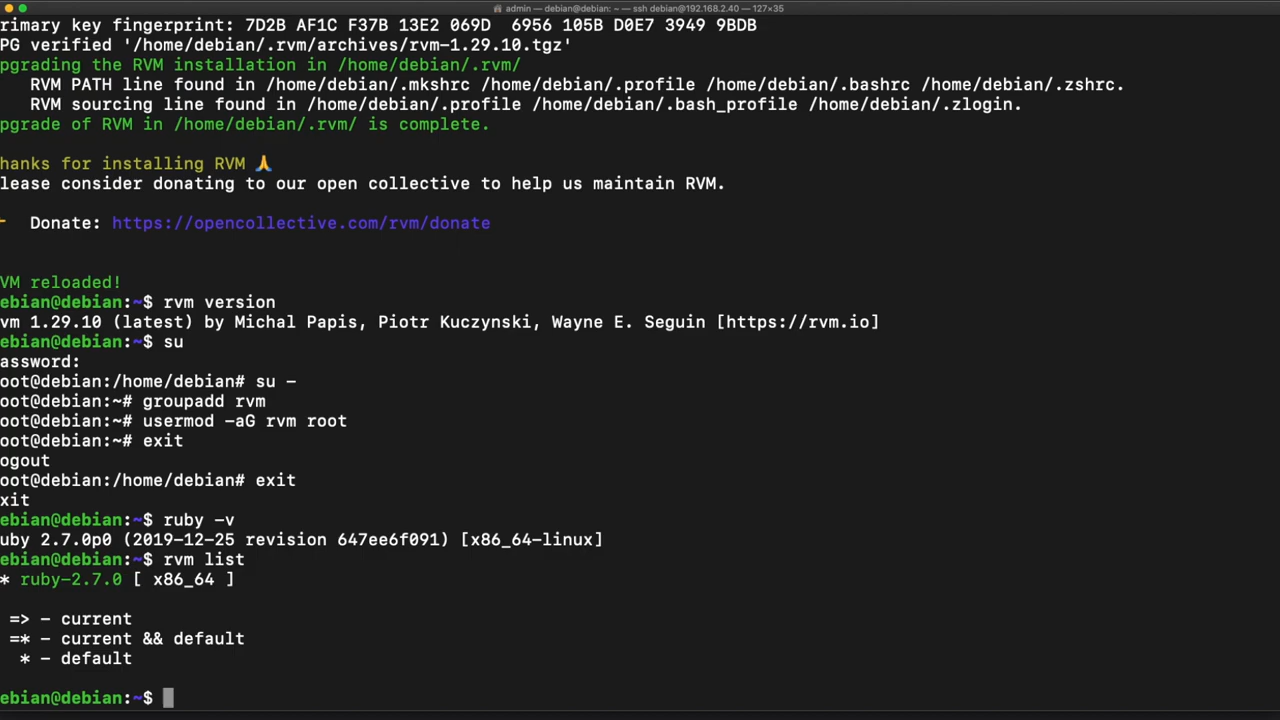 admin — debian@debian: ~ — ssh debian@192.168.2.40 — 127×35
rimary key fingerprint: 7D2B AF1C F37B 13E2 069D  6956 105B D0E7 3949 9BDB
PG verified '/home/debian/.rvm/archives/rvm-1.29.10.tgz'
pgrading the RVM installation in /home/debian/.rvm/
RVM PATH line found in /home/debian/.mkshrc /home/debian/.profile /home/debian/.bashrc /home/debian/.zshrc.
RVM sourcing line found in /home/debian/.profile /home/debian/.bash_profile /home/debian/.zlogin.
pgrade of RVM in /home/debian/.rvm/ is complete.
hanks for installing RVM 🙏
lease consider donating to our open collective to help us maintain RVM.
Donate: https://opencollective.com/rvm/donate
VM reloaded!
ebian@debian:~$ rvm version
vm 1.29.10 (latest) by Michal Papis, Piotr Kuczynski, Wayne E. Seguin [https://rvm.io]
ebian@debian:~$ su
assword:
oot@debian:/home/debian# su -
oot@debian:~# groupadd rvm
oot@debian:~# usermod -aG rvm root
oot@debian:~# exit
ogout
oot@debian:/home/debian# exit
xit
ebian@debian:~$ ruby -v
uby 2.7.0p0 (2019-12-25 revision 647ee6f091) [x86_64-linux]
ebian@debian:~$ rvm list
* ruby-2.7.0 [ x86_64 ]
=> - current
=* - current && default
* - default
ebian@debian:~$